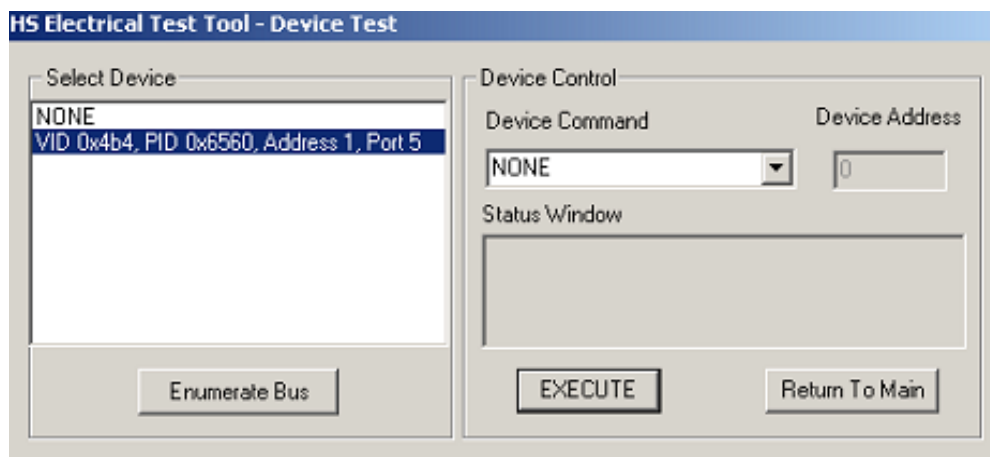 HS Electrical Test Tool - Device Test
Select Device
NONE
VID 0x4b4, PID 0x6560, Address 1, Port 5
Enumerate Bus
Device Control
Device Command
Device Address
NONE
0
Status Window
EXECUTE
Return To Main